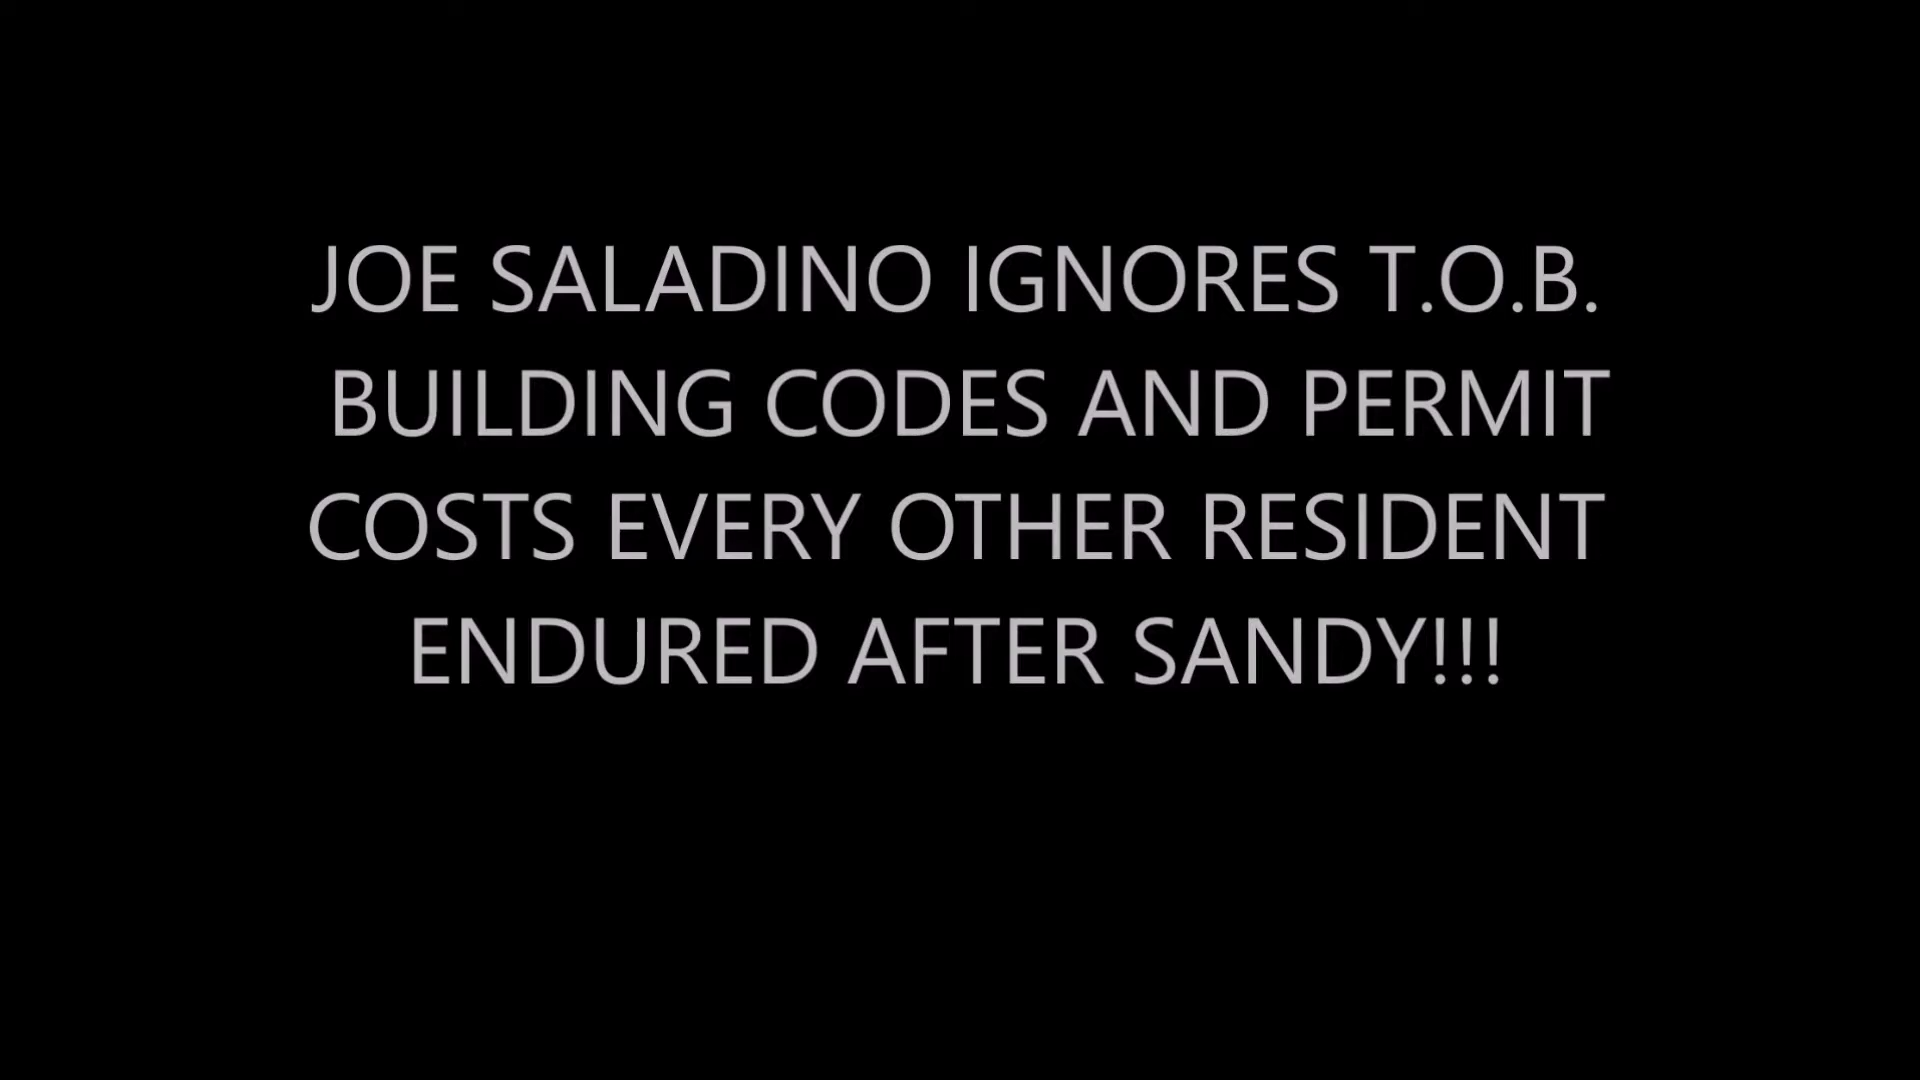 JOE SALADINO IGNORES T.O.B.
BUILDING CODES AND PERMIT
COSTS EVERY OTHER RESIDENT
ENDURED AFTER SANDY!!!